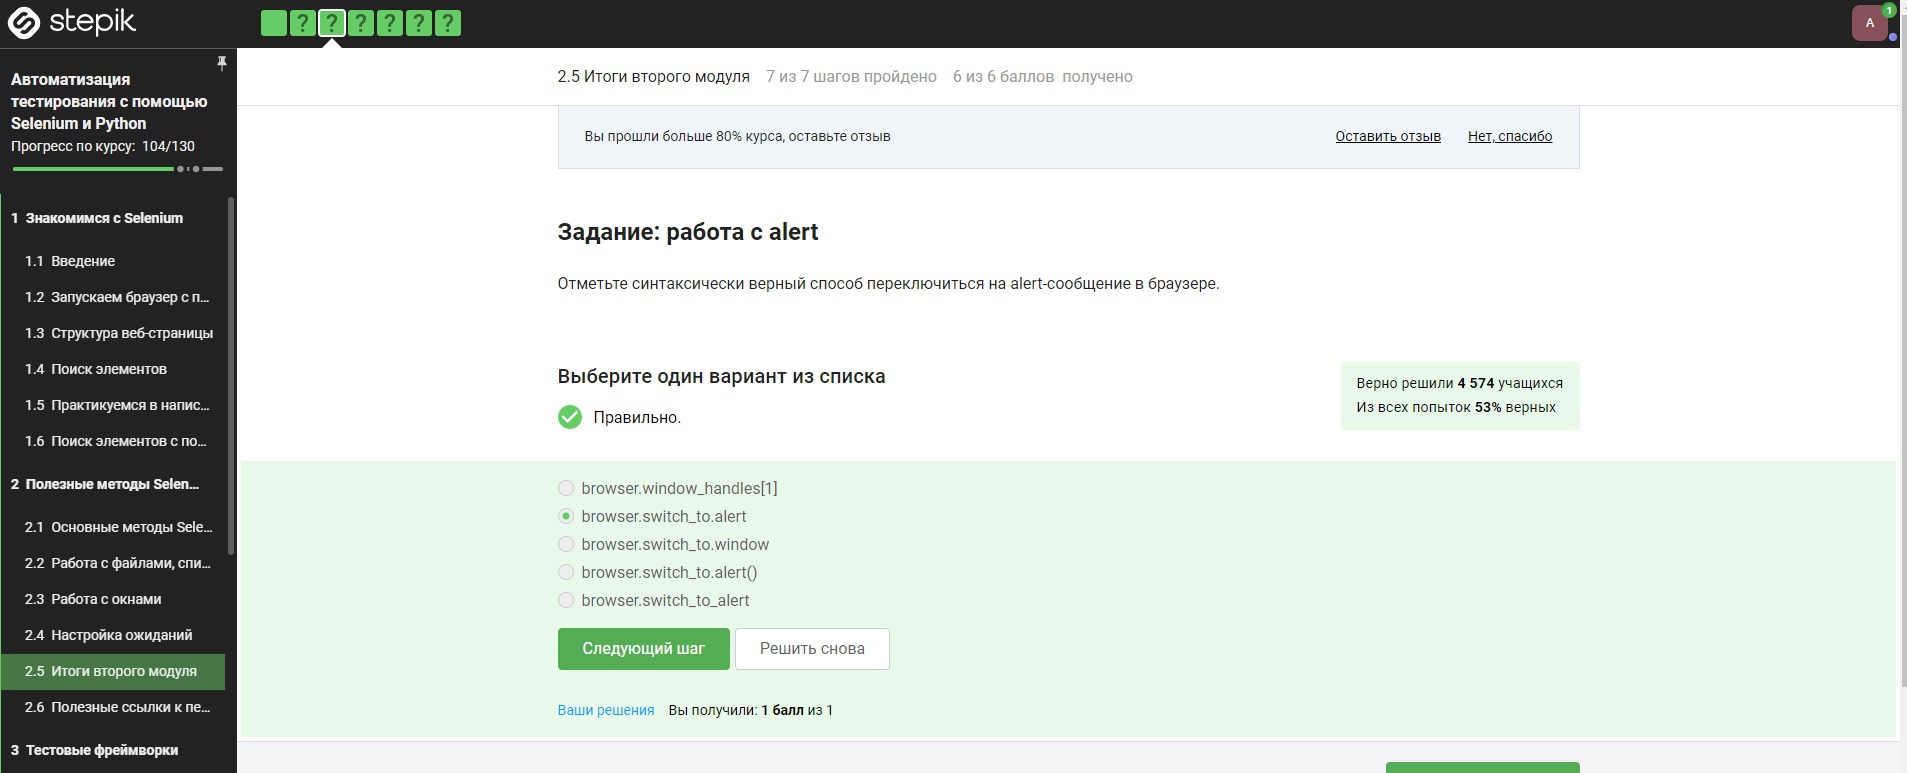 stepik
? ? ? ? ? ?
A
1
Автоматизация
тестирования с помощью
Selenium и Python
Прогресс по курсу: 104/130
1 Знакомимся с Selenium
1.1 Введение
1.2 Запускаем браузер с п...
1.3 Структура веб-страницы
1.4 Поиск элементов
1.5 Практикуемся в напис...
1.6 Поиск элементов с по...
2 Полезные методы Selen...
2.1 Основные методы Sele...
2.2 Работа с файлами, спи...
2.3 Работа с окнами
2.4 Настройка ожиданий
2.5 Итоги второго модуля
2.6 Полезные ссылки к пе...
3 Тестовые фреймворки
2.5 Итоги второго модуля 7 из 7 шагов пройдено 6 из 6 баллов получено
Вы прошли больше 80% курса, оставьте отзыв Оставить отзыв Нет, спасибо
Задание: работа с alert
Отметьте синтаксически верный способ переключиться на alert-сообщение в браузере.
Выберите один вариант из списка
Правильно.
Верно решили 4 574 учащихся
Из всех попыток 53% верных
browser.window_handles[1]
browser.switch_to.alert
browser.switch_to.window
browser.switch_to.alert()
browser.switch_to_alert
Следующий шаг Решить снова
Ваши решения Вы получили: 1 балл из 1